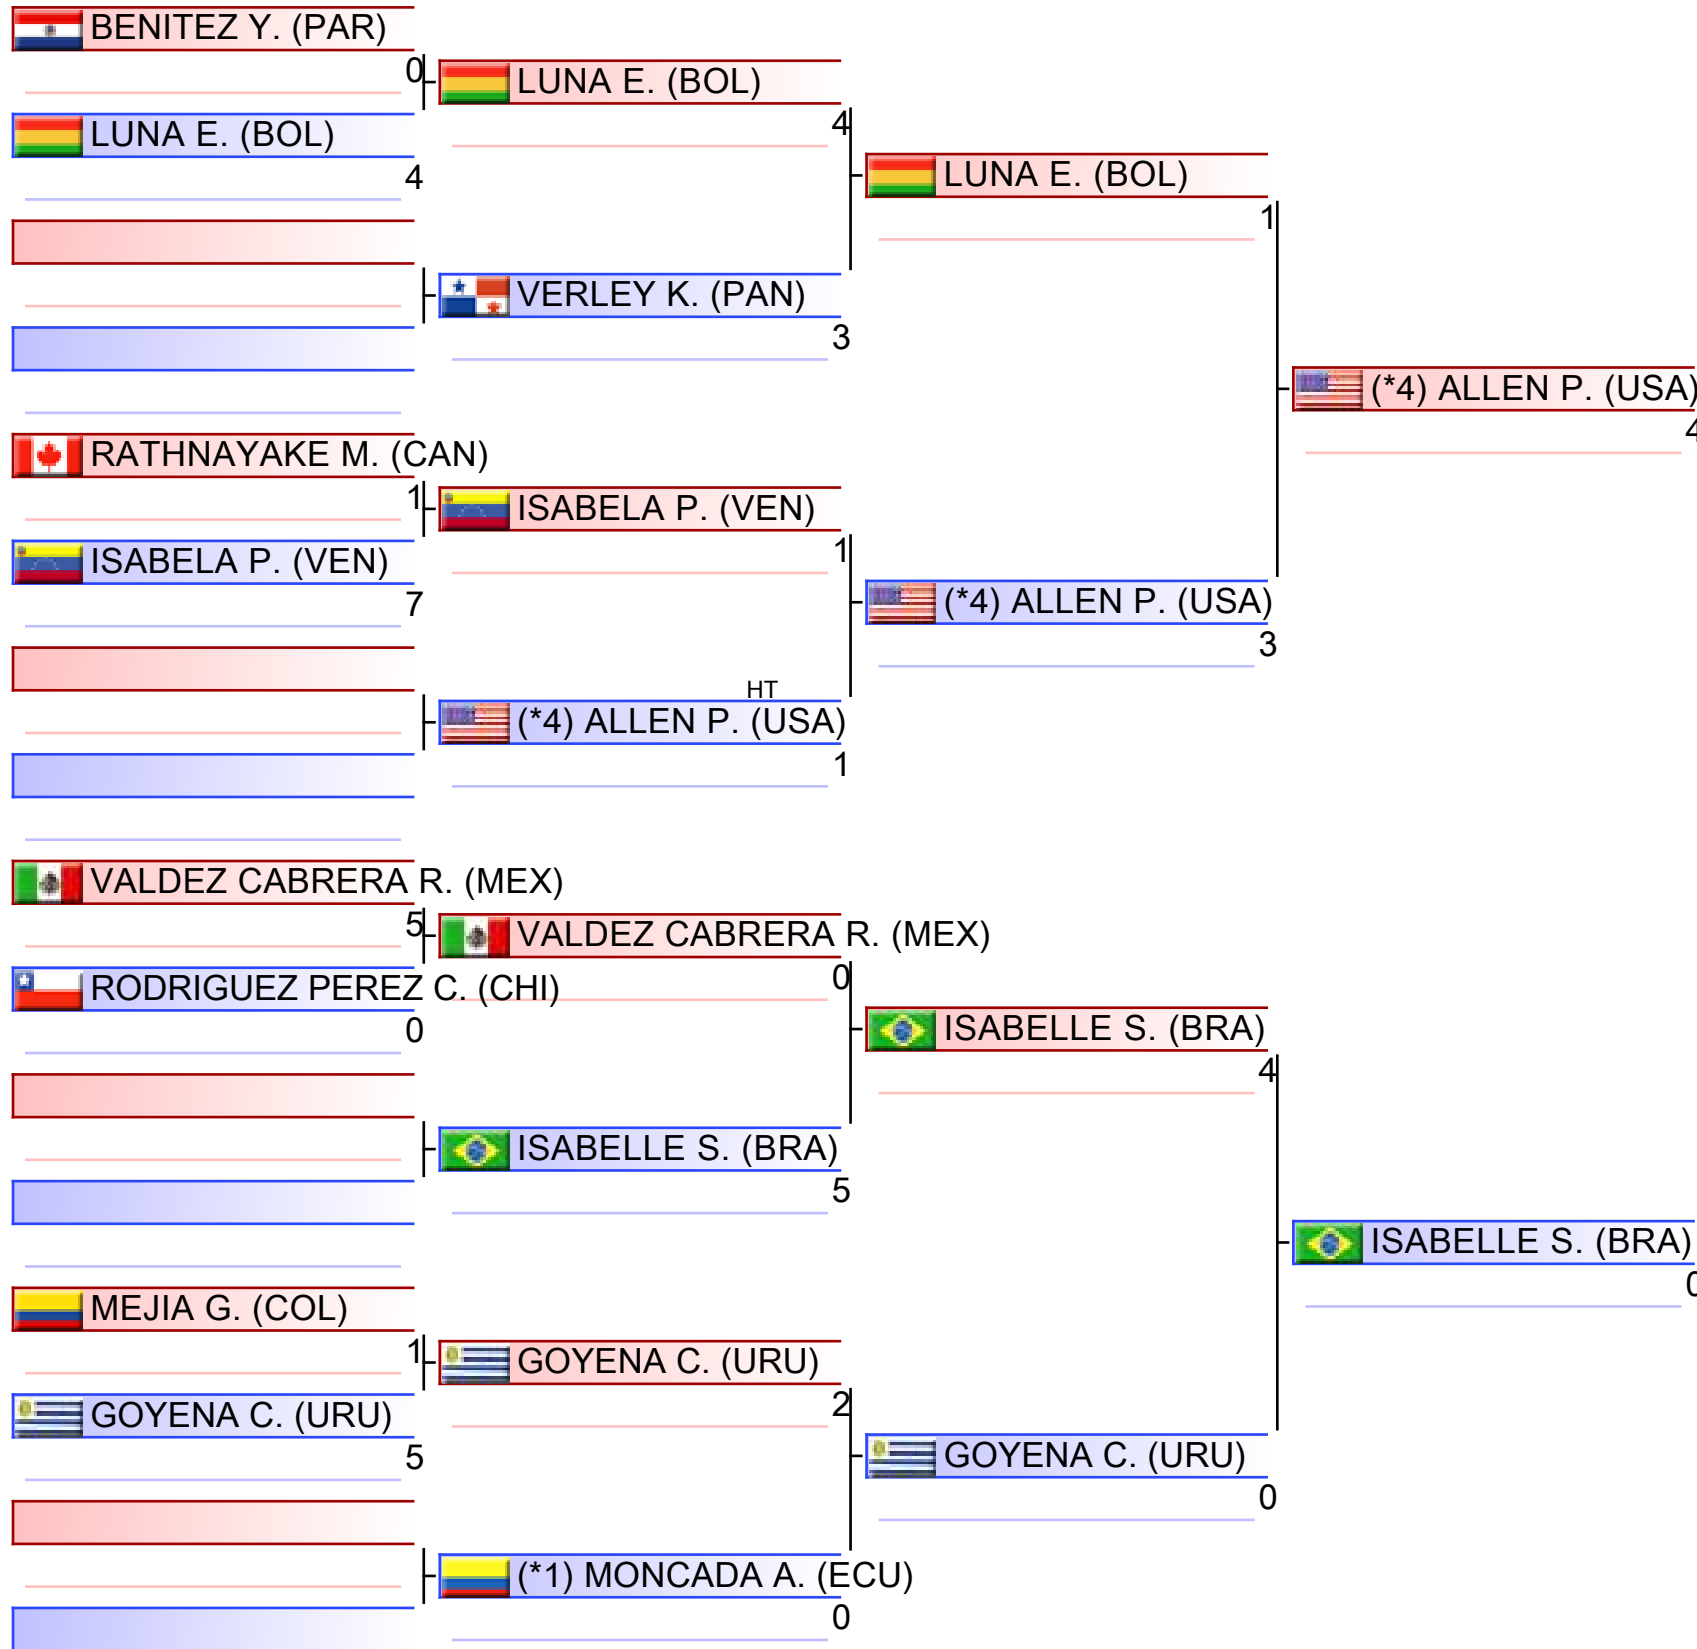 BENITEZ Y. (PAR)
0
LUNA E. (BOL)
4
RATHNAYAKE M. (CAN)
1
ISABELA P. (VEN)
7
VALDEZ CABRERA R. (MEX)
5
RODRIGUEZ PEREZ C. (CHI)
0
MEJIA G. (COL)
1
GOYENA C. (URU)
5
LUNA E. (BOL)
4
VERLEY K. (PAN)
3
ISABELA P. (VEN)
1
HT
(*4) ALLEN P. (USA)
1
VALDEZ CABRERA R. (MEX)
0
ISABELLE S. (BRA)
5
GOYENA C. (URU)
2
(*1) MONCADA A. (ECU)
0
LUNA E. (BOL)
1
(*4) ALLEN P. (USA)
3
ISABELLE S. (BRA)
4
GOYENA C. (URU)
0
(*4) ALLEN P. (USA)
4
ISABELLE S. (BRA)
0